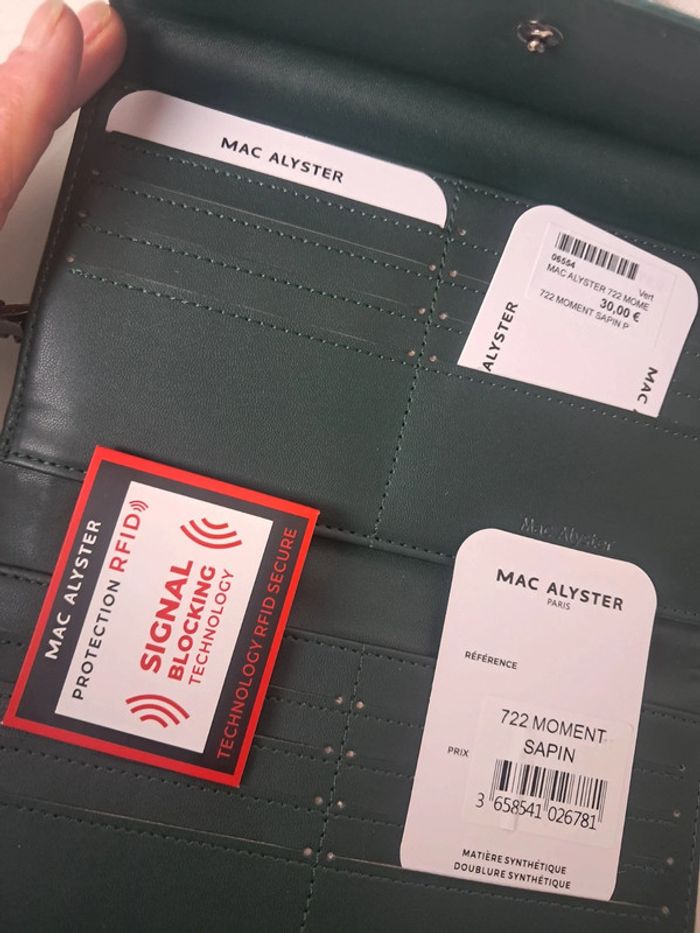 MAC ALYSTER
06554
Vert
MAC ALYSTER 722 MOME
30,00 €
722 MOMENT SAPIN P
ALYSTER
MAC
Mac Alyster
MAC ALYSTER
PROTECTION RFID
SIGNAL
BLOCKING
TECHNOLOGY
TECHNOLOGY RFID SECURE
MAC ALYSTER
PARIS
RÉFÉRENCE
722 MOMENT
SAPIN
PRIX
3 658541 026781
MATIÈRE SYNTHÉTIQUE
DOUBLURE SYNTHÉTIQUE